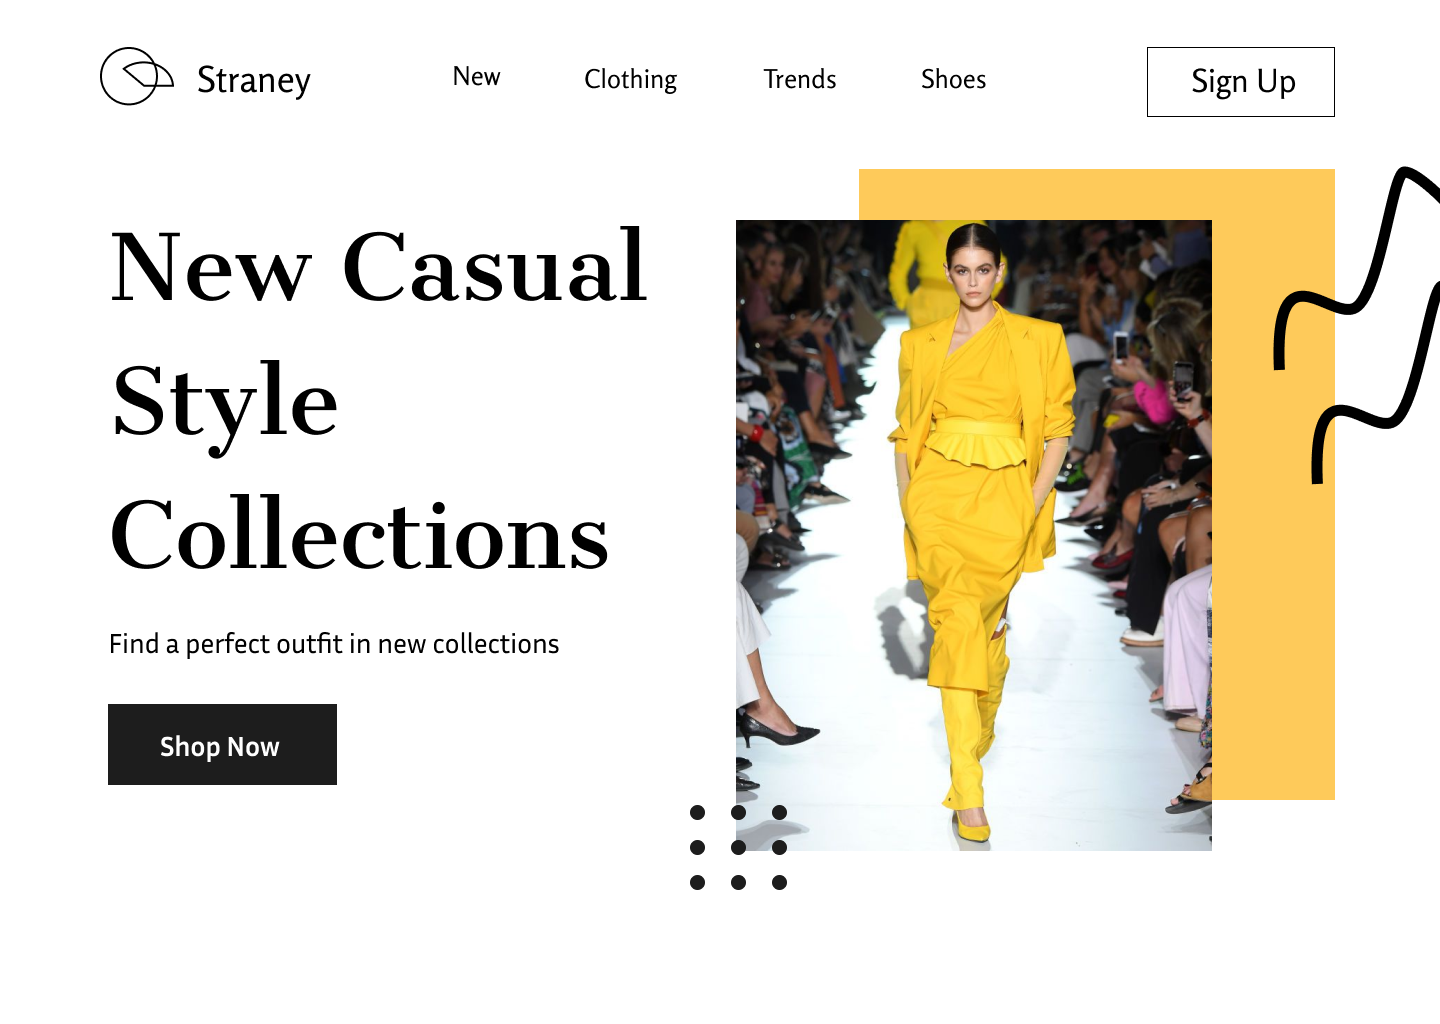 Straney
New
Clothing
Trends
Shoes
Sign Up
New Casual
Style
Collections
Find a perfect outfit in new collections
Shop Now